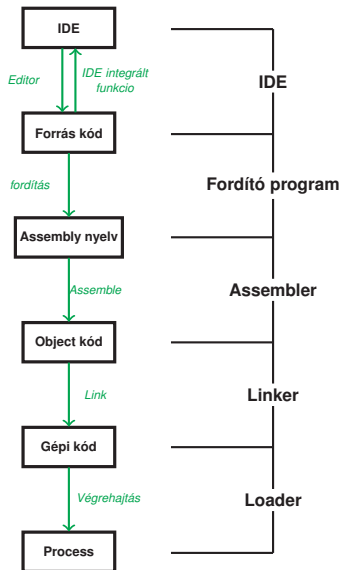 IDE
Editor
IDE integrált
funkcio
IDE
Forrás kód
fordítás
Fordító program
Assembly nyelv
Assemble
Assembler
Object kód
Link
Linker
Gépi kód
Végrehajtás
Loader
Process